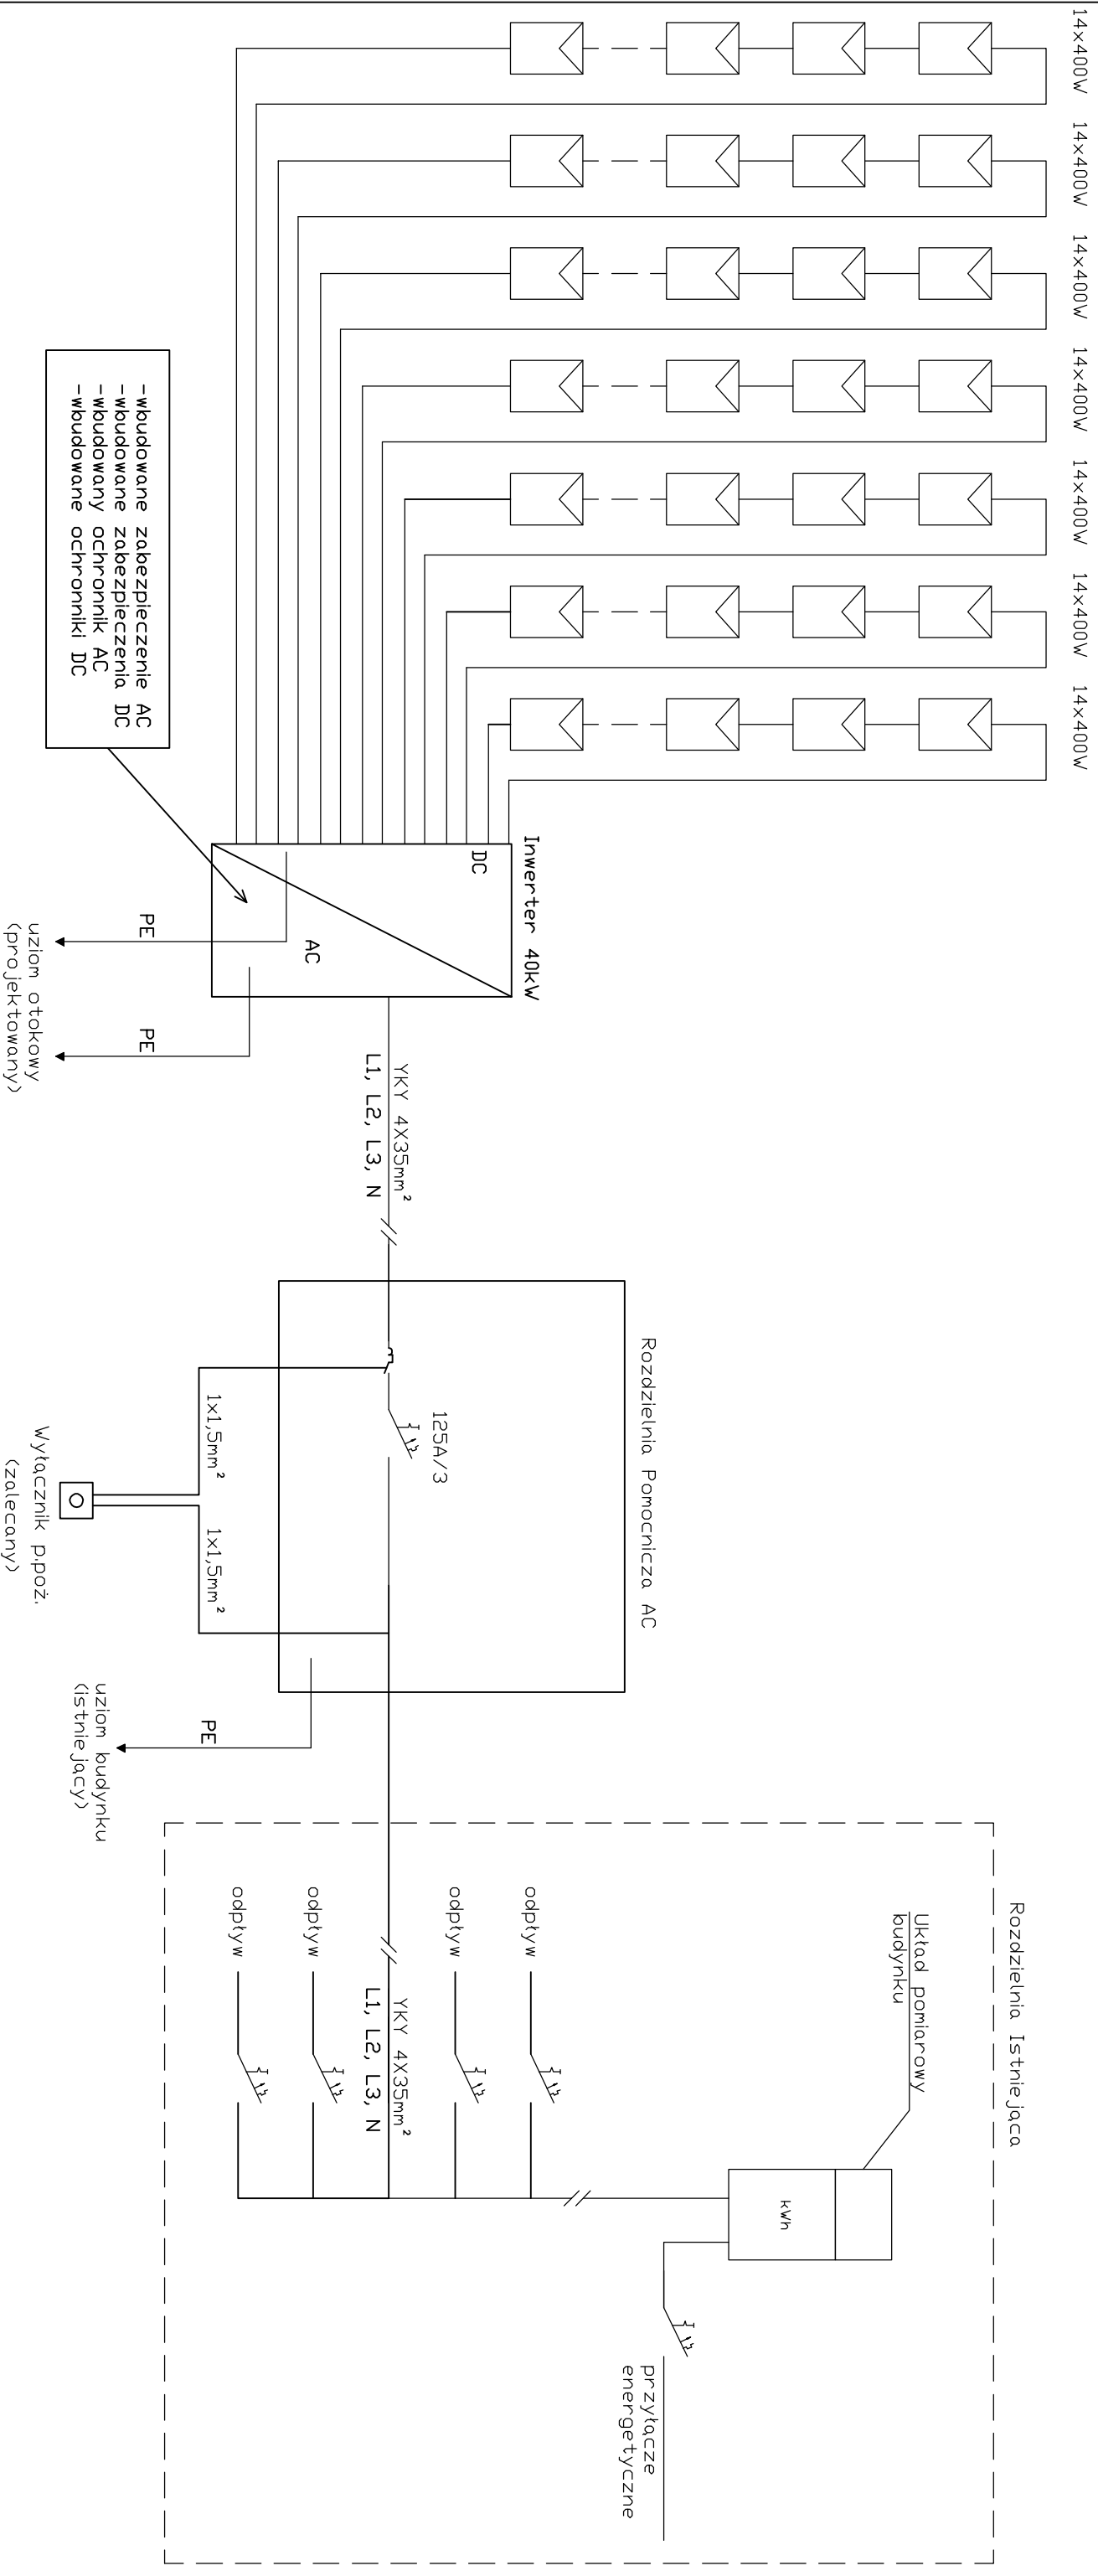 14x400W
14x400W
14x400W
14x400W
14x400W
14x400W
14x400W
-wbudowane zabezpieczenie AC
-wbudowane zabezpieczenia DC
-wbudowany ochronnik AC
-wbudowane ochronniki DC
Inwerter 40kW
DC
AC
PE
PE
uziom otokowy
(projektowany)
YKY 4X35mm²
L1, L2, L3, N
Rozdzielnia Pomocnicza AC
125A/3
1x1,5mm²
1x1,5mm²
Wyłącznik p.poż.
(zalecany)
PE
uziom budynku
(istniejący)
Rozdzielnia Istniejąca
Układ pomiarowy
budynku
kWh
odpływ
odpływ
YKY 4X35mm²
L1, L2, L3, N
odpływ
odpływ
przyłącze
energetyczne